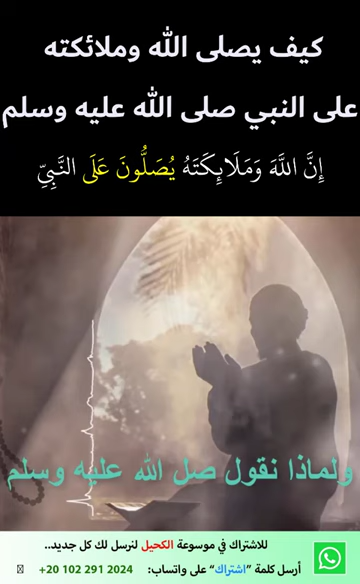 كيف يصلى الله وملائكته
على النبي صلى الله عليه وسلم
إِنَّ اللَّهَ وَمَلَائِكَتَهُ يُصَلُّونَ عَلَى النَّبِيِّ
ولماذا نقول صل الله عليه وسلم
للاشتراك في موسوعة الكحيل لنرسل لك كل جديد..
أرسل كلمة "اشتراك" على واتساب: +20 102 291 2024